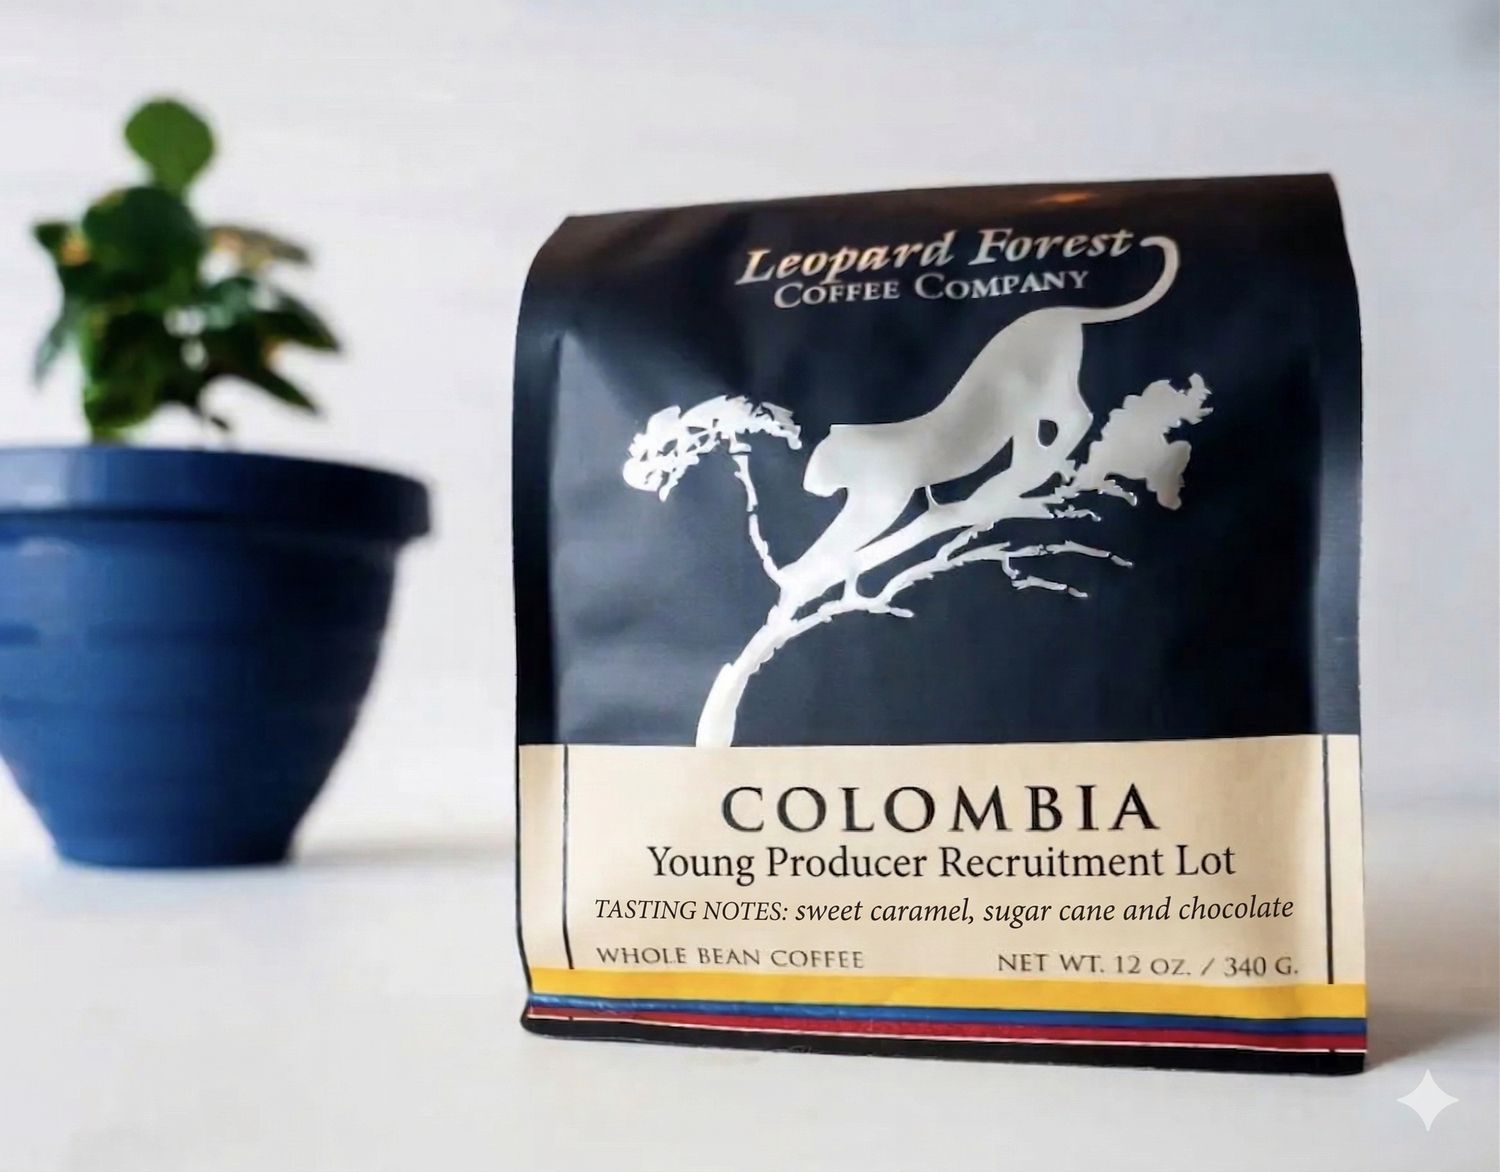 Leopard Forest
COFFEE COMPANY
COLOMBIA
Young Producer Recruitment Lot
TASTING NOTES: sweet caramel, sugar cane and chocolate
WHOLE BEAN COFFEE
NET WT. 12 OZ. / 340 G.